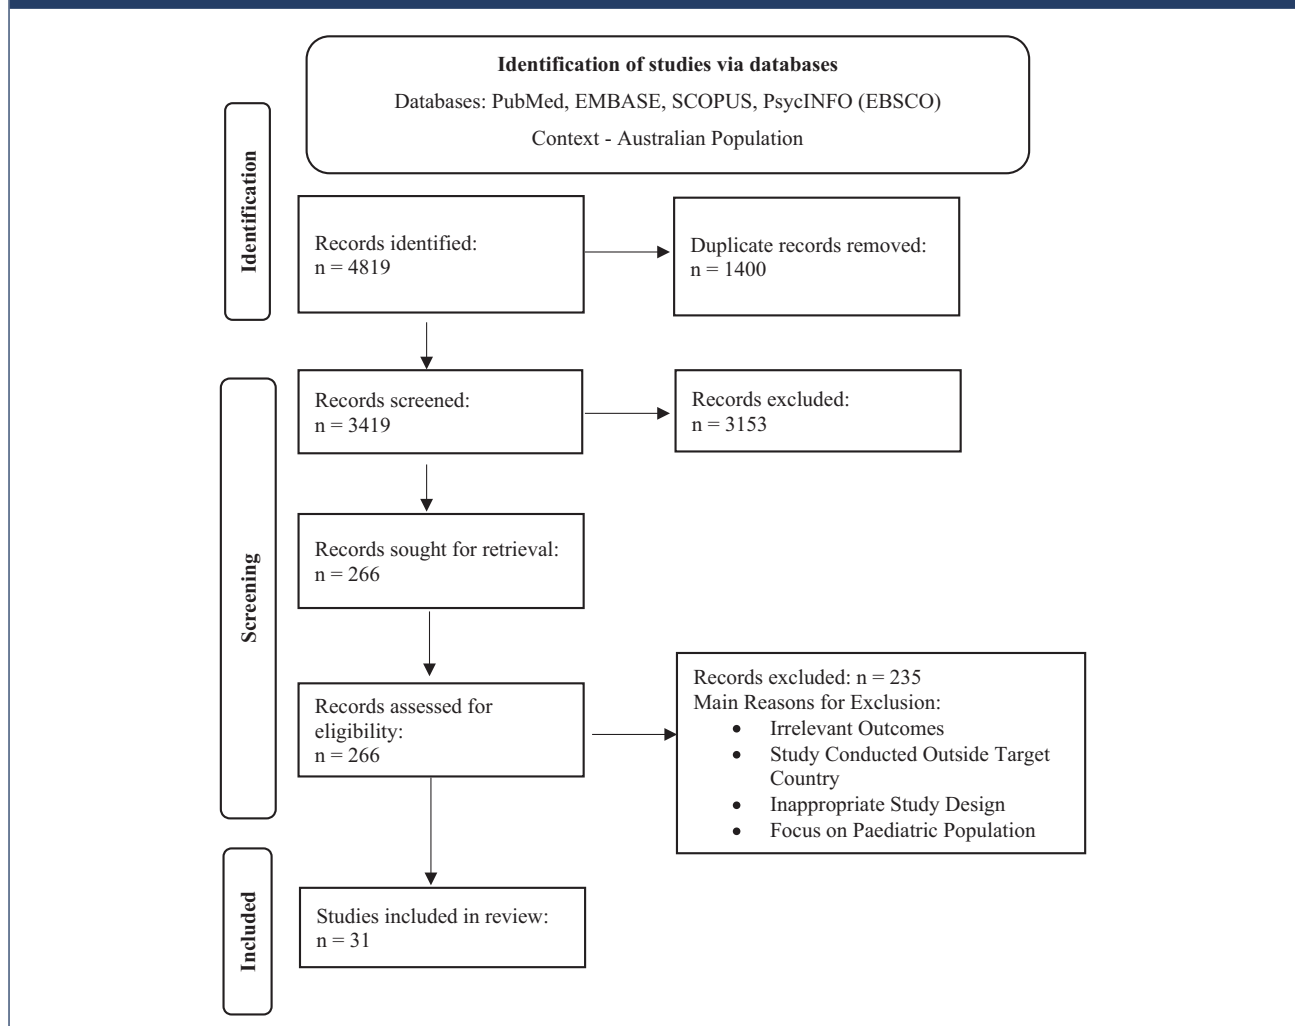 Identification of studies via databases
Databases: PubMed, EMBASE, SCOPUS, PsycINFO (EBSCO)
Context - Australian Population
Identification
Records identified:
n = 4819
Duplicate records removed:
n = 1400
Screening
Records screened:
n = 3419
Records excluded:
n = 3153
Records sought for retrieval:
n = 266
Records assessed for
eligibility:
n = 266
Records excluded: n = 235
Main Reasons for Exclusion:
• Irrelevant Outcomes
• Study Conducted Outside Target
Country
• Inappropriate Study Design
• Focus on Paediatric Population
Included
Studies included in review:
n = 31